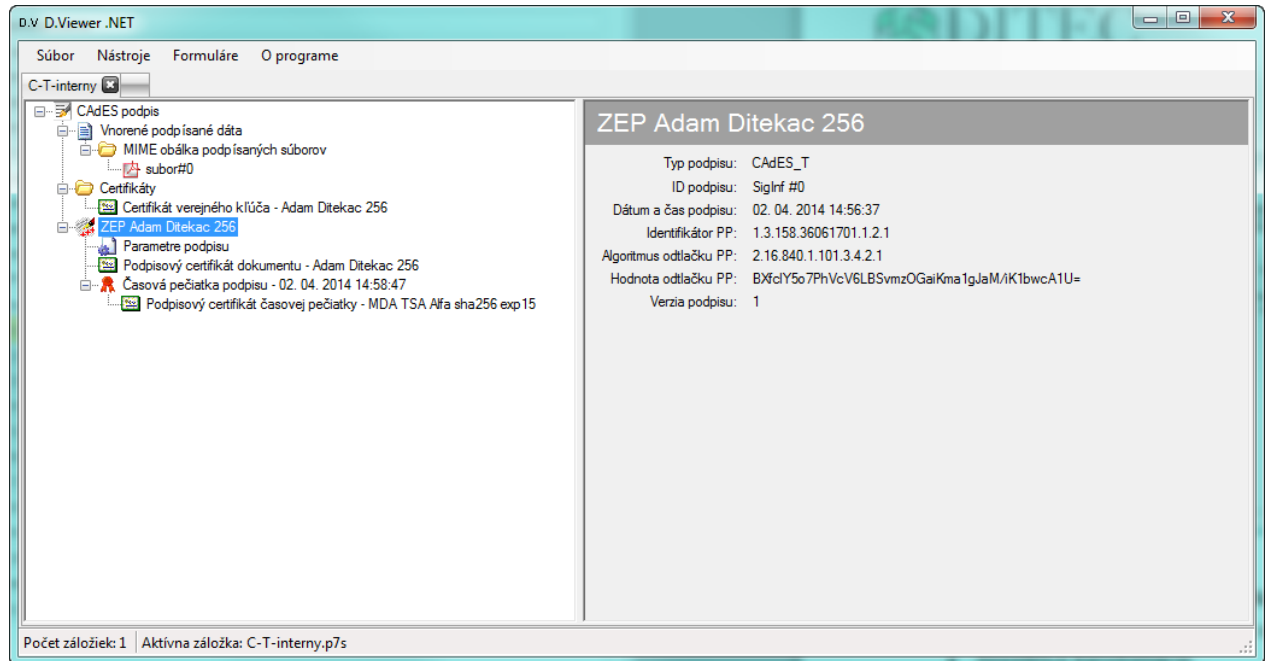 D.V D.Viewer .NET
DITEC
Súbor Nástroje Formuláre O programe
C-T-interny
CAdES podpis
Vnorené podpísané dáta
MIME obálka podpísaných súborov
subor#0
Certifikáty
Certifikát verejného kľúča - Adam Ditekac 256
ZEP Adam Ditekac 256
Parametre podpisu
Podpisový certifikát dokumentu - Adam Ditekac 256
Časová pečiatka podpisu - 02. 04. 2014 14:58:47
Podpisový certifikát časovej pečiatky - MDA TSA Alfa sha256 exp15
ZEP Adam Ditekac 256
Typ podpisu: CAdES_T
ID podpisu: SigInf #0
Dátum a čas podpisu: 02. 04. 2014 14:56:37
Identifikátor PP: 1.3.158.36061701.1.2.1
Algoritmus odtlačku PP: 2.16.840.1.101.3.4.2.1
Hodnota odtlačku PP: BXfclY5o7PhVcV6LBSvmzOGaiKma1gJaM/iK1bwcA1U=
Verzia podpisu: 1
Počet záložiek: 1 Aktívna záložka: C-T-interny.p7s